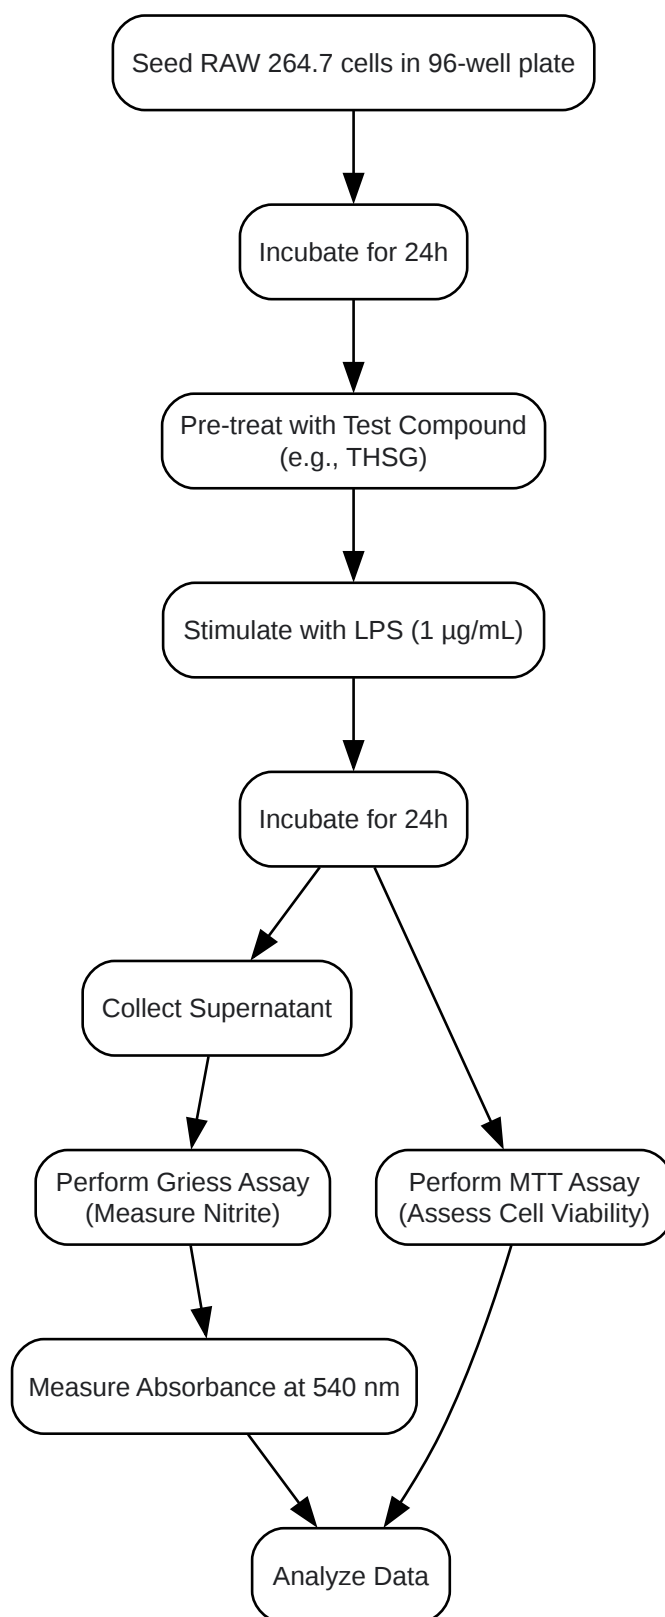 Seed RAW 264.7 cells in 96-well plate
Incubate for 24h
Pre-treat with Test Compound
(e.g., THSG)
Stimulate with LPS (1 µg/mL)
Incubate for 24h
Collect Supernatant
Perform Griess Assay
(Measure Nitrite)
Perform MTT Assay
(Assess Cell Viability)
Measure Absorbance at 540 nm
Analyze Data